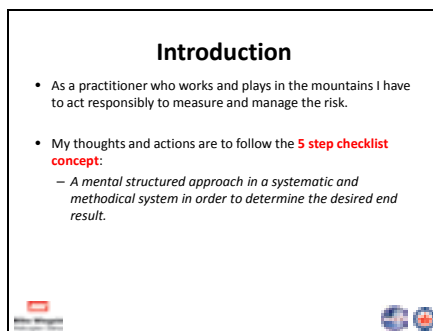 Introduction
• As a practitioner who works and plays in the mountains I have
to act responsibly to measure and manage the risk.
• My thoughts and actions are to follow the 5 step checklist
concept:
– A mental structured approach in a systematic and
methodical system in order to determine the desired end
result.